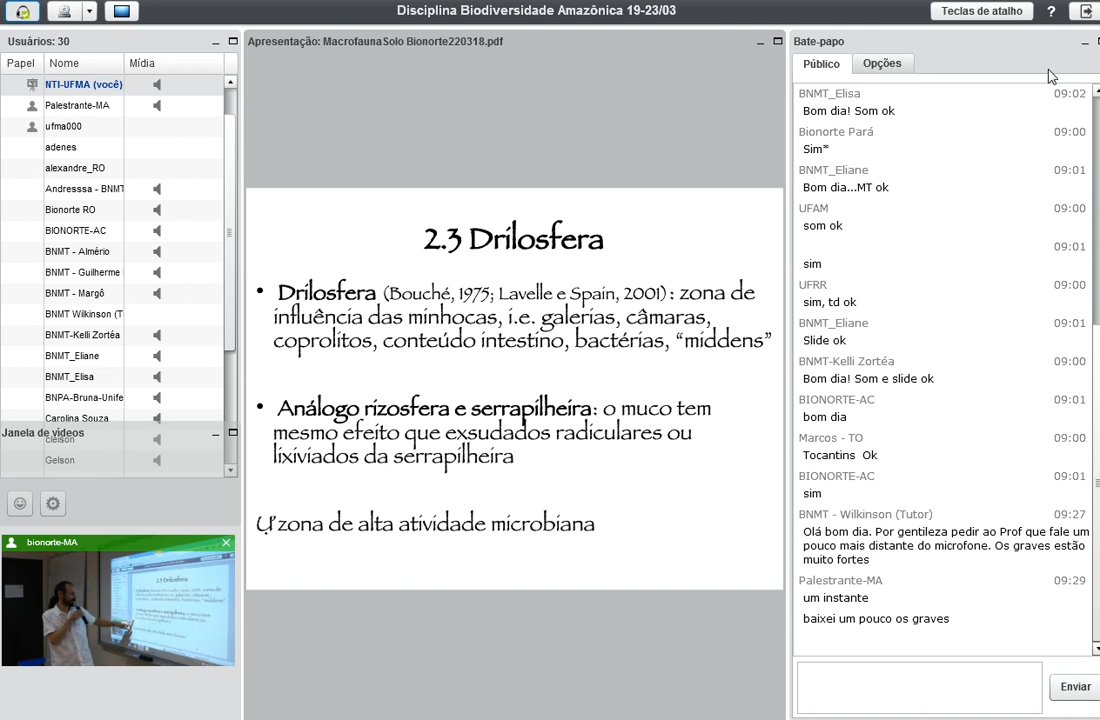 Disciplina Biodiversidade Amazônica 19-23/03
Teclas de atalho
?
Usuários: 30
Papel Nome Mídia
NTI-UFMA (você)
Palestrante-MA
ufma000
adenes
alexandre_RO
Andresssa - BNMT
Bionorte RO
BIONORTE-AC
BNMT - Almério
BNMT - Guilherme
BNMT - Margô
BNMT Wilkinson (T
BNMT-Kelli Zortéa
BNMT_Eliane
BNMT_Elisa
BNPA-Bruna-Unife
Carolina Souza
Janela de vídeos
cleison
Gelson
bionorte-MA
Apresentação: MacrofaunaSolo Bionorte220318.pdf
2.3 Drilosfera
• Drilosfera (Bouché, 1975; Lavelle e Spain, 2001): zona de
influência das minhocas, i.e. galerias, câmaras,
coprolitos, conteúdo intestino, bactérias, “middens”
• Análogo rizosfera e serrapilheira: o muco tem
mesmo efeito que exsudados radiculares ou
lixiviados da serrapilheira
Ụ zona de alta atividade microbiana
Bate-papo
Público Opções
BNMT_Elisa 09:02
Bom dia! Som ok
Bionorte Pará 09:00
Sim*
BNMT_Eliane 09:01
Bom dia...MT ok
UFAM 09:00
som ok
09:01
sim
UFRR 09:00
sim, td ok
BNMT_Eliane 09:01
Slide ok
BNMT-Kelli Zortéa 09:00
Bom dia! Som e slide ok
BIONORTE-AC 09:01
bom dia
Marcos - TO 09:00
Tocantins Ok
BIONORTE-AC 09:01
sim
BNMT - Wilkinson (Tutor) 09:27
Olá bom dia. Por gentileza pedir ao Prof que fale um
pouco mais distante do microfone. Os graves estão
muito fortes
Palestrante-MA 09:29
um instante
baixei um pouco os graves
Enviar